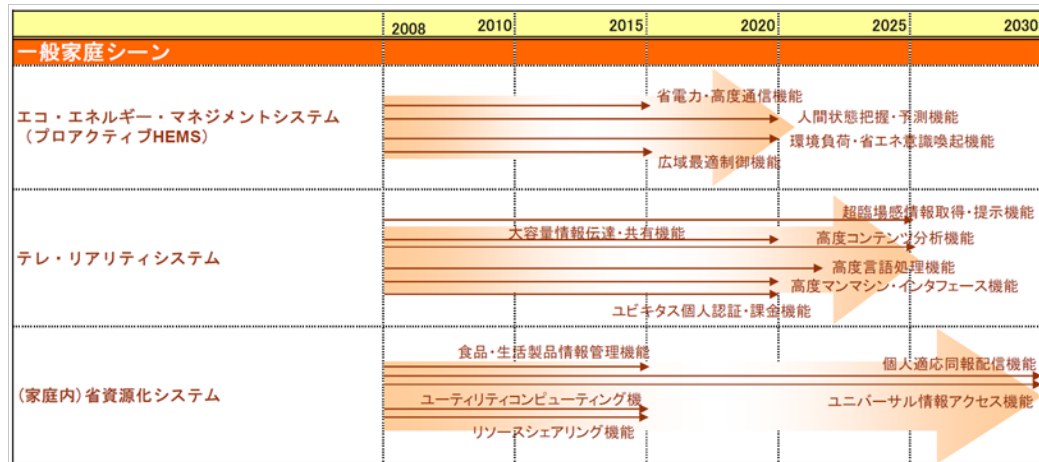 2008 2010 2015 2020 2025 2030
一般家庭シーン
エコ・エネルギー・マネジメントシステム
（プロアクティブHEMS）
省電力・高度通信機能
人間状態把握・予測機能
環境負荷・省エネ意識喚起機能
広域最適制御機能
テレ・リアリティシステム
超臨場感情報取得・提示機能
大容量情報伝達・共有機能
高度コンテンツ分析機能
高度言語処理機能
高度マンマシン・インタフェース機能
ユビキタス個人認証・課金機能
(家庭内)省資源化システム
食品・生活製品情報管理機能
個人適応同報配信機能
ユーティリティコンピューティング機
ユニバーサル情報アクセス機能
リソースシェアリング機能